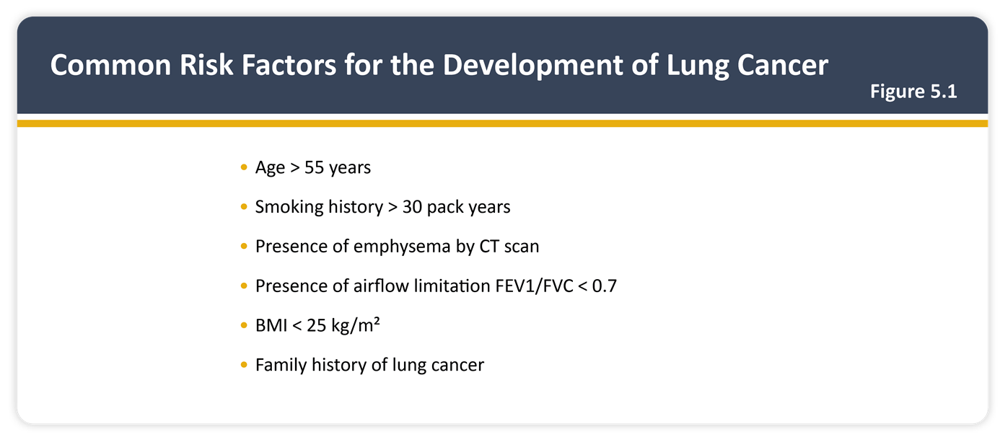 Common Risk Factors for the Development of Lung Cancer
Figure 5.1
• Age > 55 years
• Smoking history > 30 pack years
• Presence of emphysema by CT scan
• Presence of airflow limitation FEV1/FVC < 0.7
• BMI < 25 kg/m²
• Family history of lung cancer